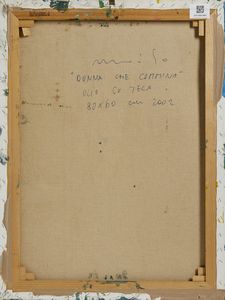 "DONNA CHE CAMMINA"
OLIO SU TELA
80X60 cm 2002